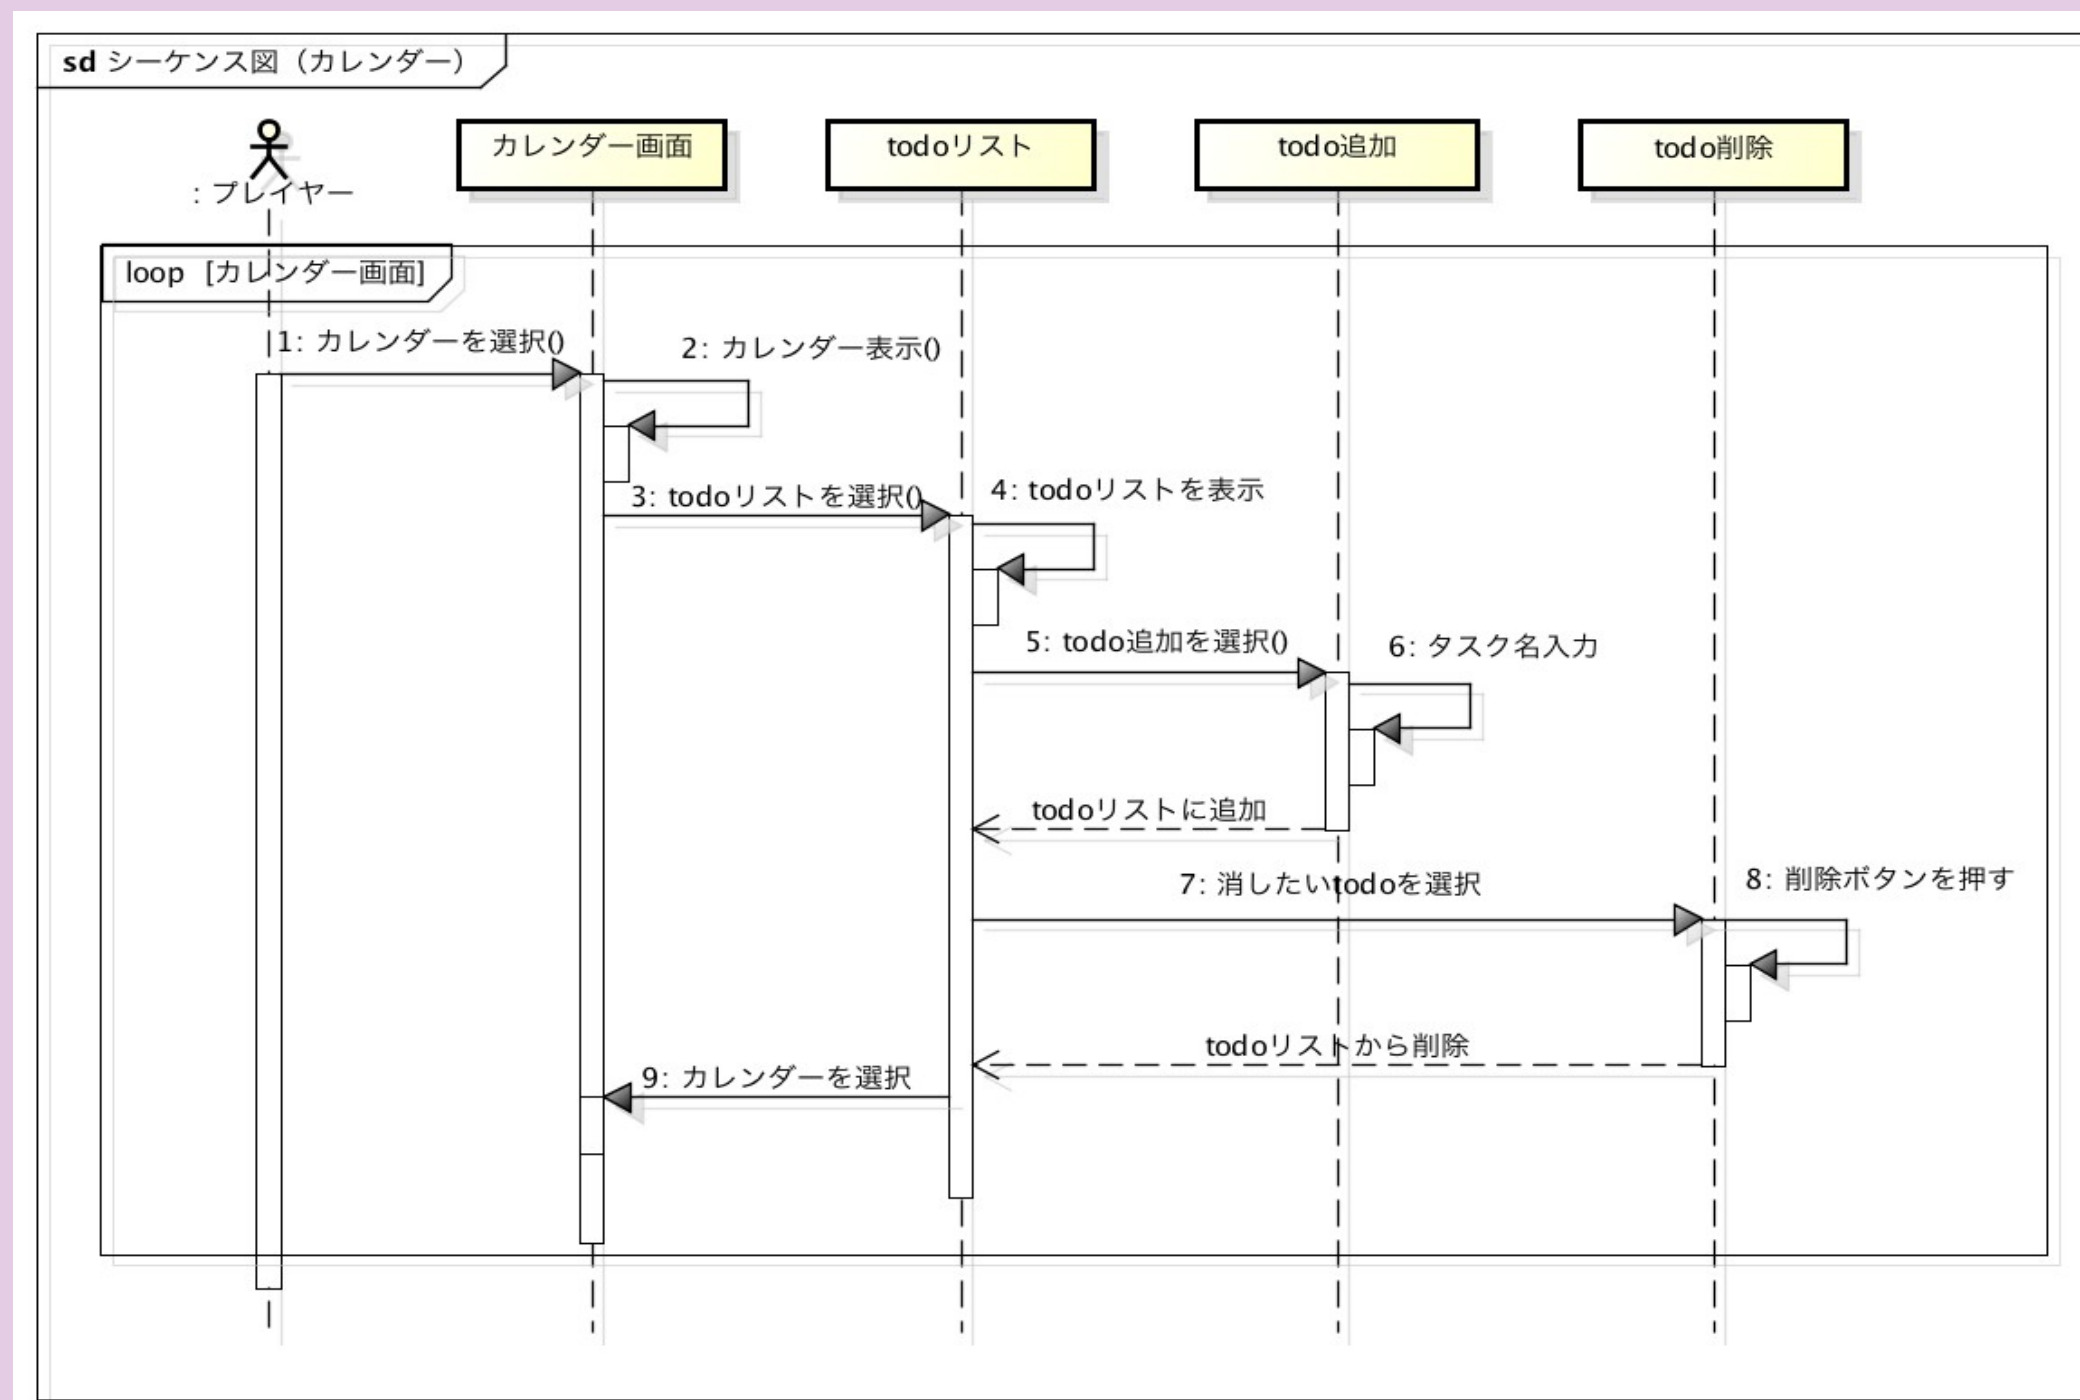 sd シーケンス図（カレンダー）
: プレイヤー
カレンダー画面
todoリスト
todo追加
todo削除
loop [カレンダー画面]
1: カレンダーを選択()
2: カレンダー表示()
3: todoリストを選択()
4: todoリストを表示
5: todo追加を選択()
6: タスク名入力
todoリストに追加
7: 消したいtodoを選択
8: 削除ボタンを押す
todoリストから削除
9: カレンダーを選択